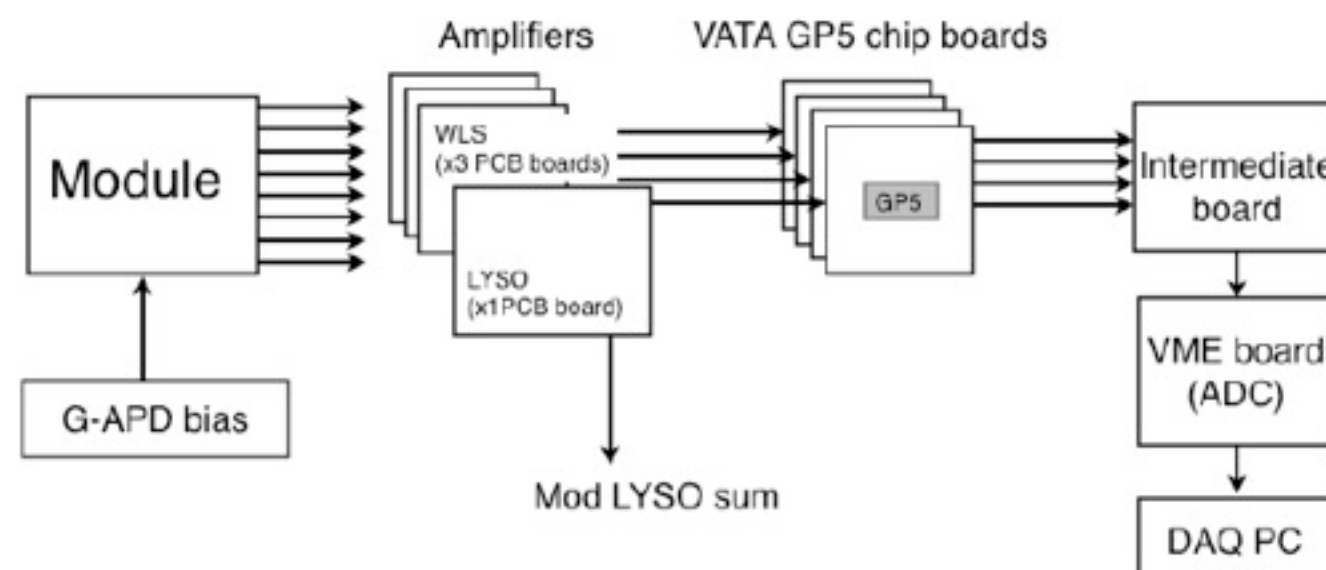 Amplifiers
VATA GP5 chip boards
Module
WLS
(x3 PCB boards)
LYSO
(x1PCB board)
GP5
Intermediate
board
VME board
(ADC)
DAQ PC
G-APD bias
Mod LYSO sum